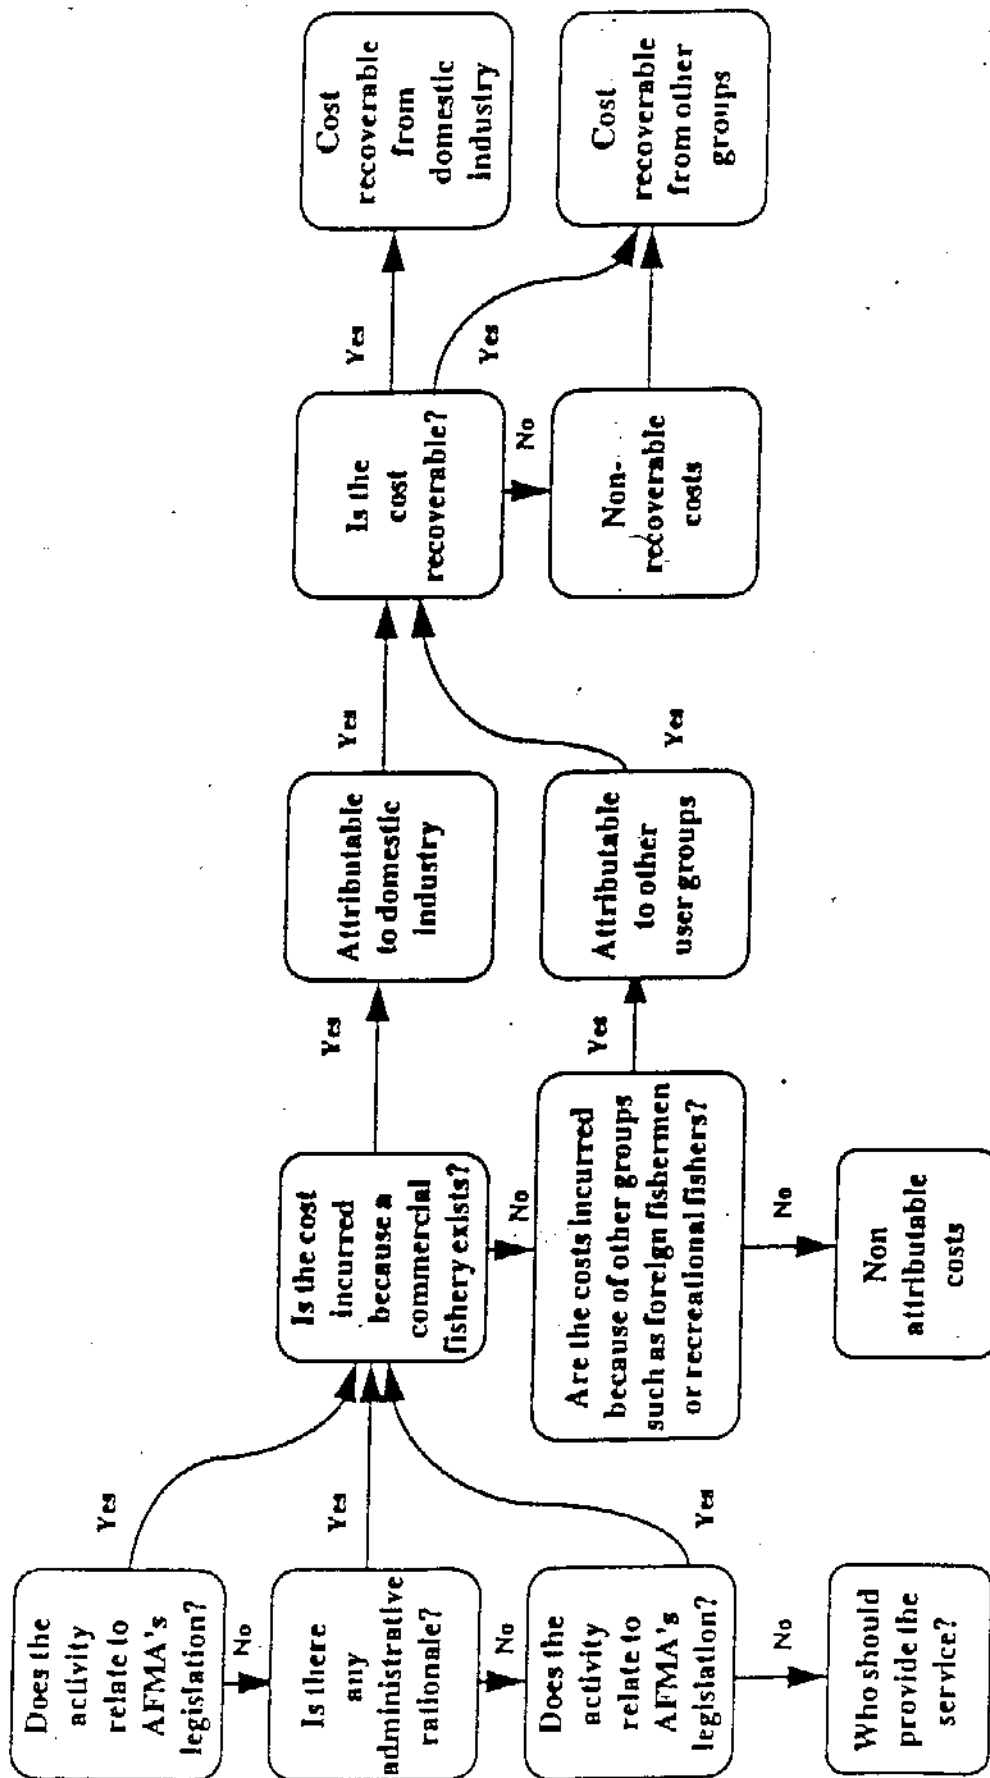 Does the
activity
relate to
AFMA's
legislation?
Yes
No
Is there
any
administrative
rationale?
Yes
No
Does the
activity
relate to
AFMA's
legislation?
Yes
No
Who should
provide the
service?
Is the cost
incurred
because a
commercial
fishery exists?
Yes
No
Are the costs incurred
because of other groups
such as foreign fishermen
or recreational fishers?
Yes
No
Non
attributable
costs
Attributable
to domestic
industry
Yes
Attributable
to other
user groups
Yes
Is the
cost
recoverable?
Yes
Yes
No
Non-
recoverable
costs
Cost
recoverable
from
domestic
industry
Cost
recoverable
from other
groups